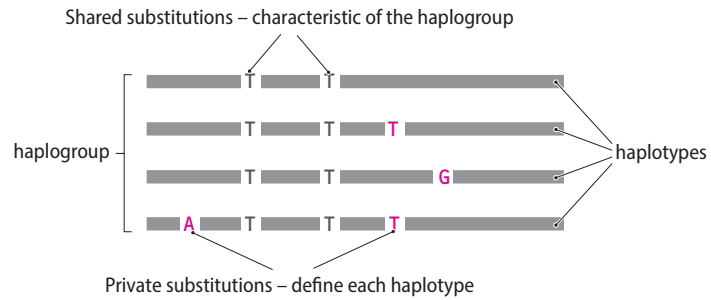 Shared substitutions – characteristic of the haplogroup
T T
T T T
haplogroup
haplotypes
T T G
A T T T
Private substitutions – define each haplotype